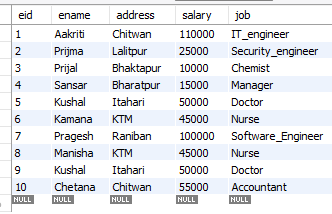 eid ename address salary job
1 Aakriti Chitwan 110000 IT_engineer
2 Prijma Lalitpur 25000 Security_engineer
3 Prijal Bhaktapur 10000 Chemist
4 Sansar Bharatpur 15000 Manager
5 Kushal Itahari 50000 Doctor
6 Kamana KTM 45000 Nurse
7 Pragesh Raniban 100000 Software_Engineer
8 Manisha KTM 45000 Nurse
9 Kushal Itahari 50000 Doctor
10 Chetana Chitwan 55000 Accountant
NULL NULL NULL NULL NULL